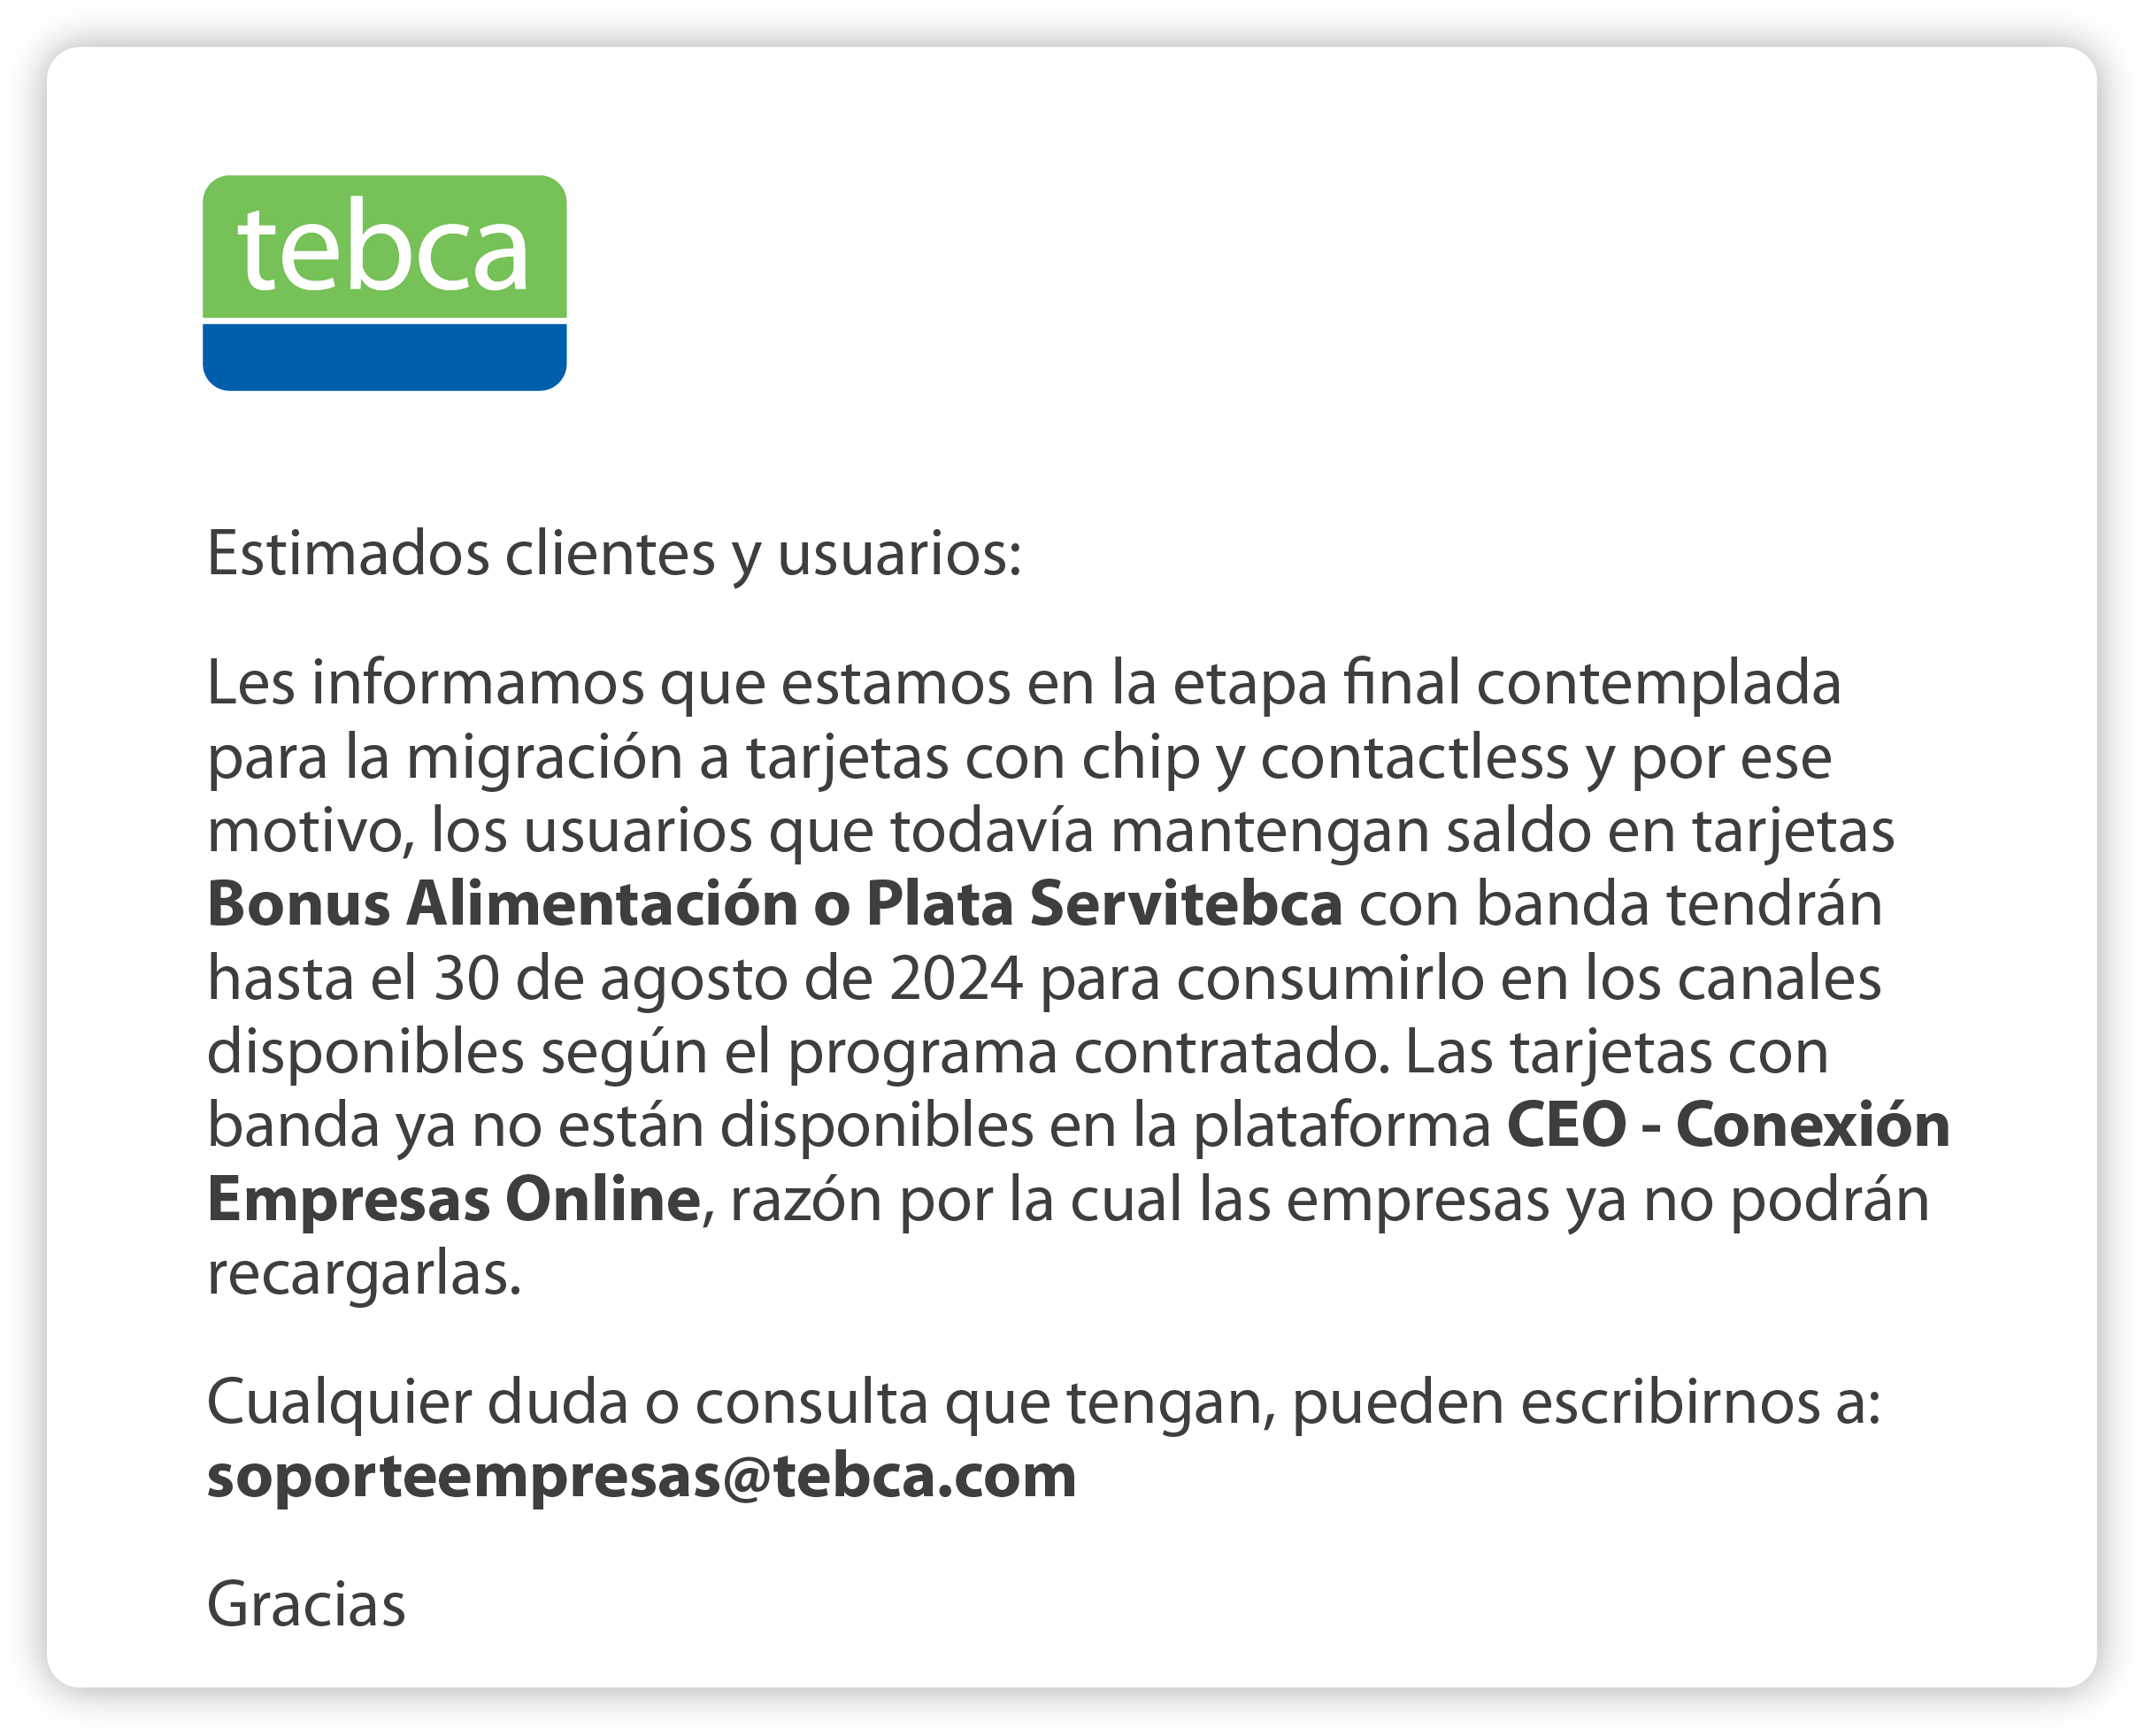 tebca
Estimados clientes y usuarios:
Les informamos que estamos en la etapa final contemplada
para la migración a tarjetas con chip y contactless y por ese
motivo, los usuarios que todavía mantengan saldo en tarjetas
Bonus Alimentación o Plata Servitebca con banda tendrán
hasta el 30 de agosto de 2024 para consumirlo en los canales
disponibles según el programa contratado. Las tarjetas con
banda ya no están disponibles en la plataforma CEO - Conexión
Empresas Online, razón por la cual las empresas ya no podrán
recargarlas.
Cualquier duda o consulta que tengan, pueden escribirnos a:
soporteempresas@tebca.com
Gracias